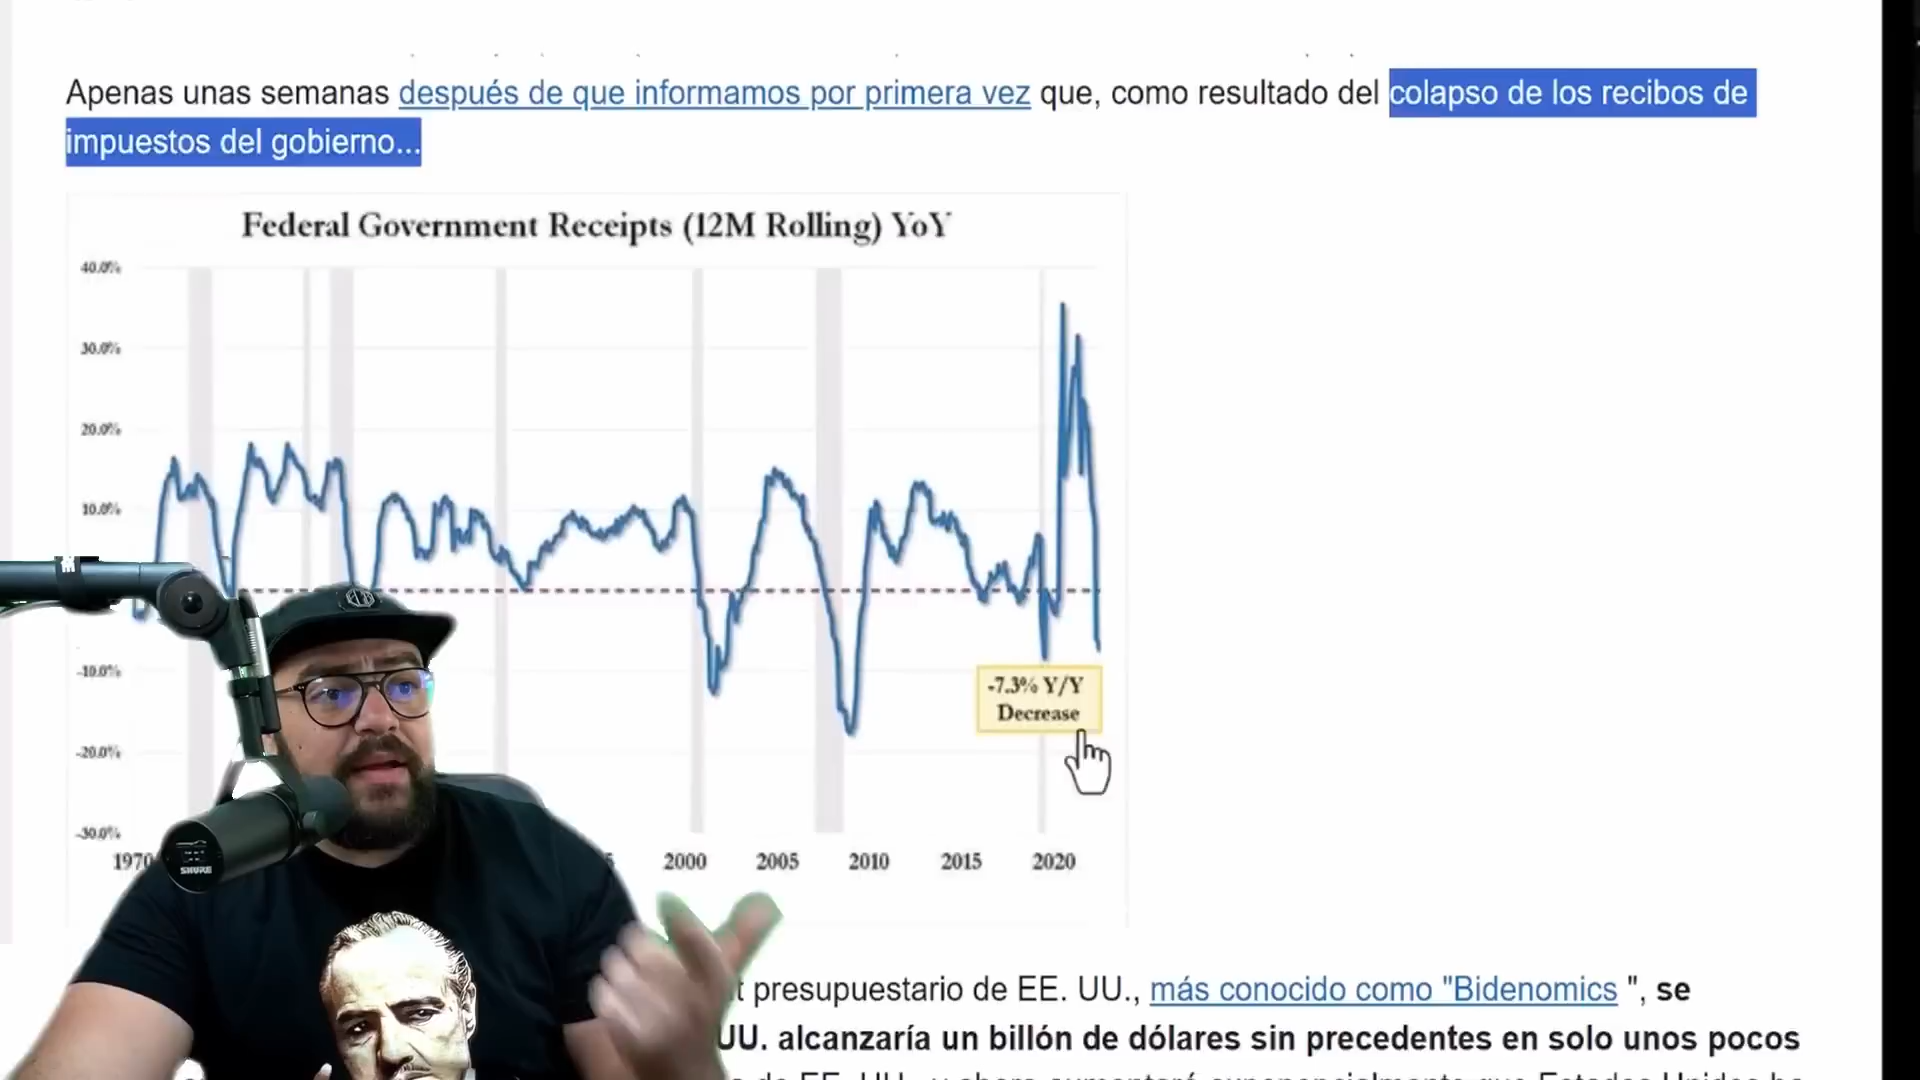 Apenas unas semanas después de que informamos por primera vez que, como resultado del colapso de los recibos de
impuestos del gobierno...
Federal Government Receipts (12M Rolling) YoY
40.0%
30.0%
20.0%
10.0%
-10.0%
-20.0%
-30.0%
-7.3% Y/Y
Decrease
1970
2000
2005
2010
2015
2020
SHURE
presupuestario de EE. UU., más conocido como "Bidenomics ", se
UU. alcanzaría un billón de dólares sin precedentes en solo unos pocos